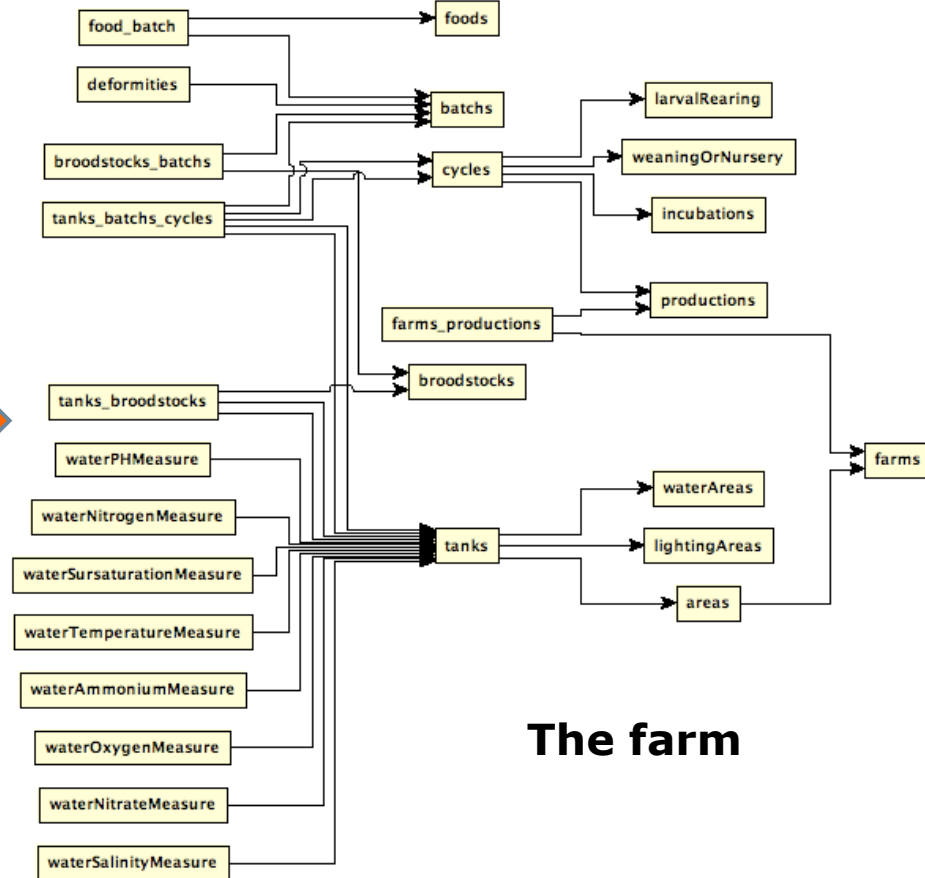 food_batch
foods
deformities
batchs
larvalRearing
broodstocks_batchs
cycles
weaningOrNursery
tanks_batchs_cycles
incubations
productions
farms_productions
broodstocks
tanks_broodstocks
waterPHMeasure
farms
waterAreas
waterNitrogenMeasure
tanks
lightingAreas
waterSursaturationMeasure
areas
waterTemperatureMeasure
waterAmmoniumMeasure
The farm
waterOxygenMeasure
waterNitrateMeasure
waterSalinityMeasure